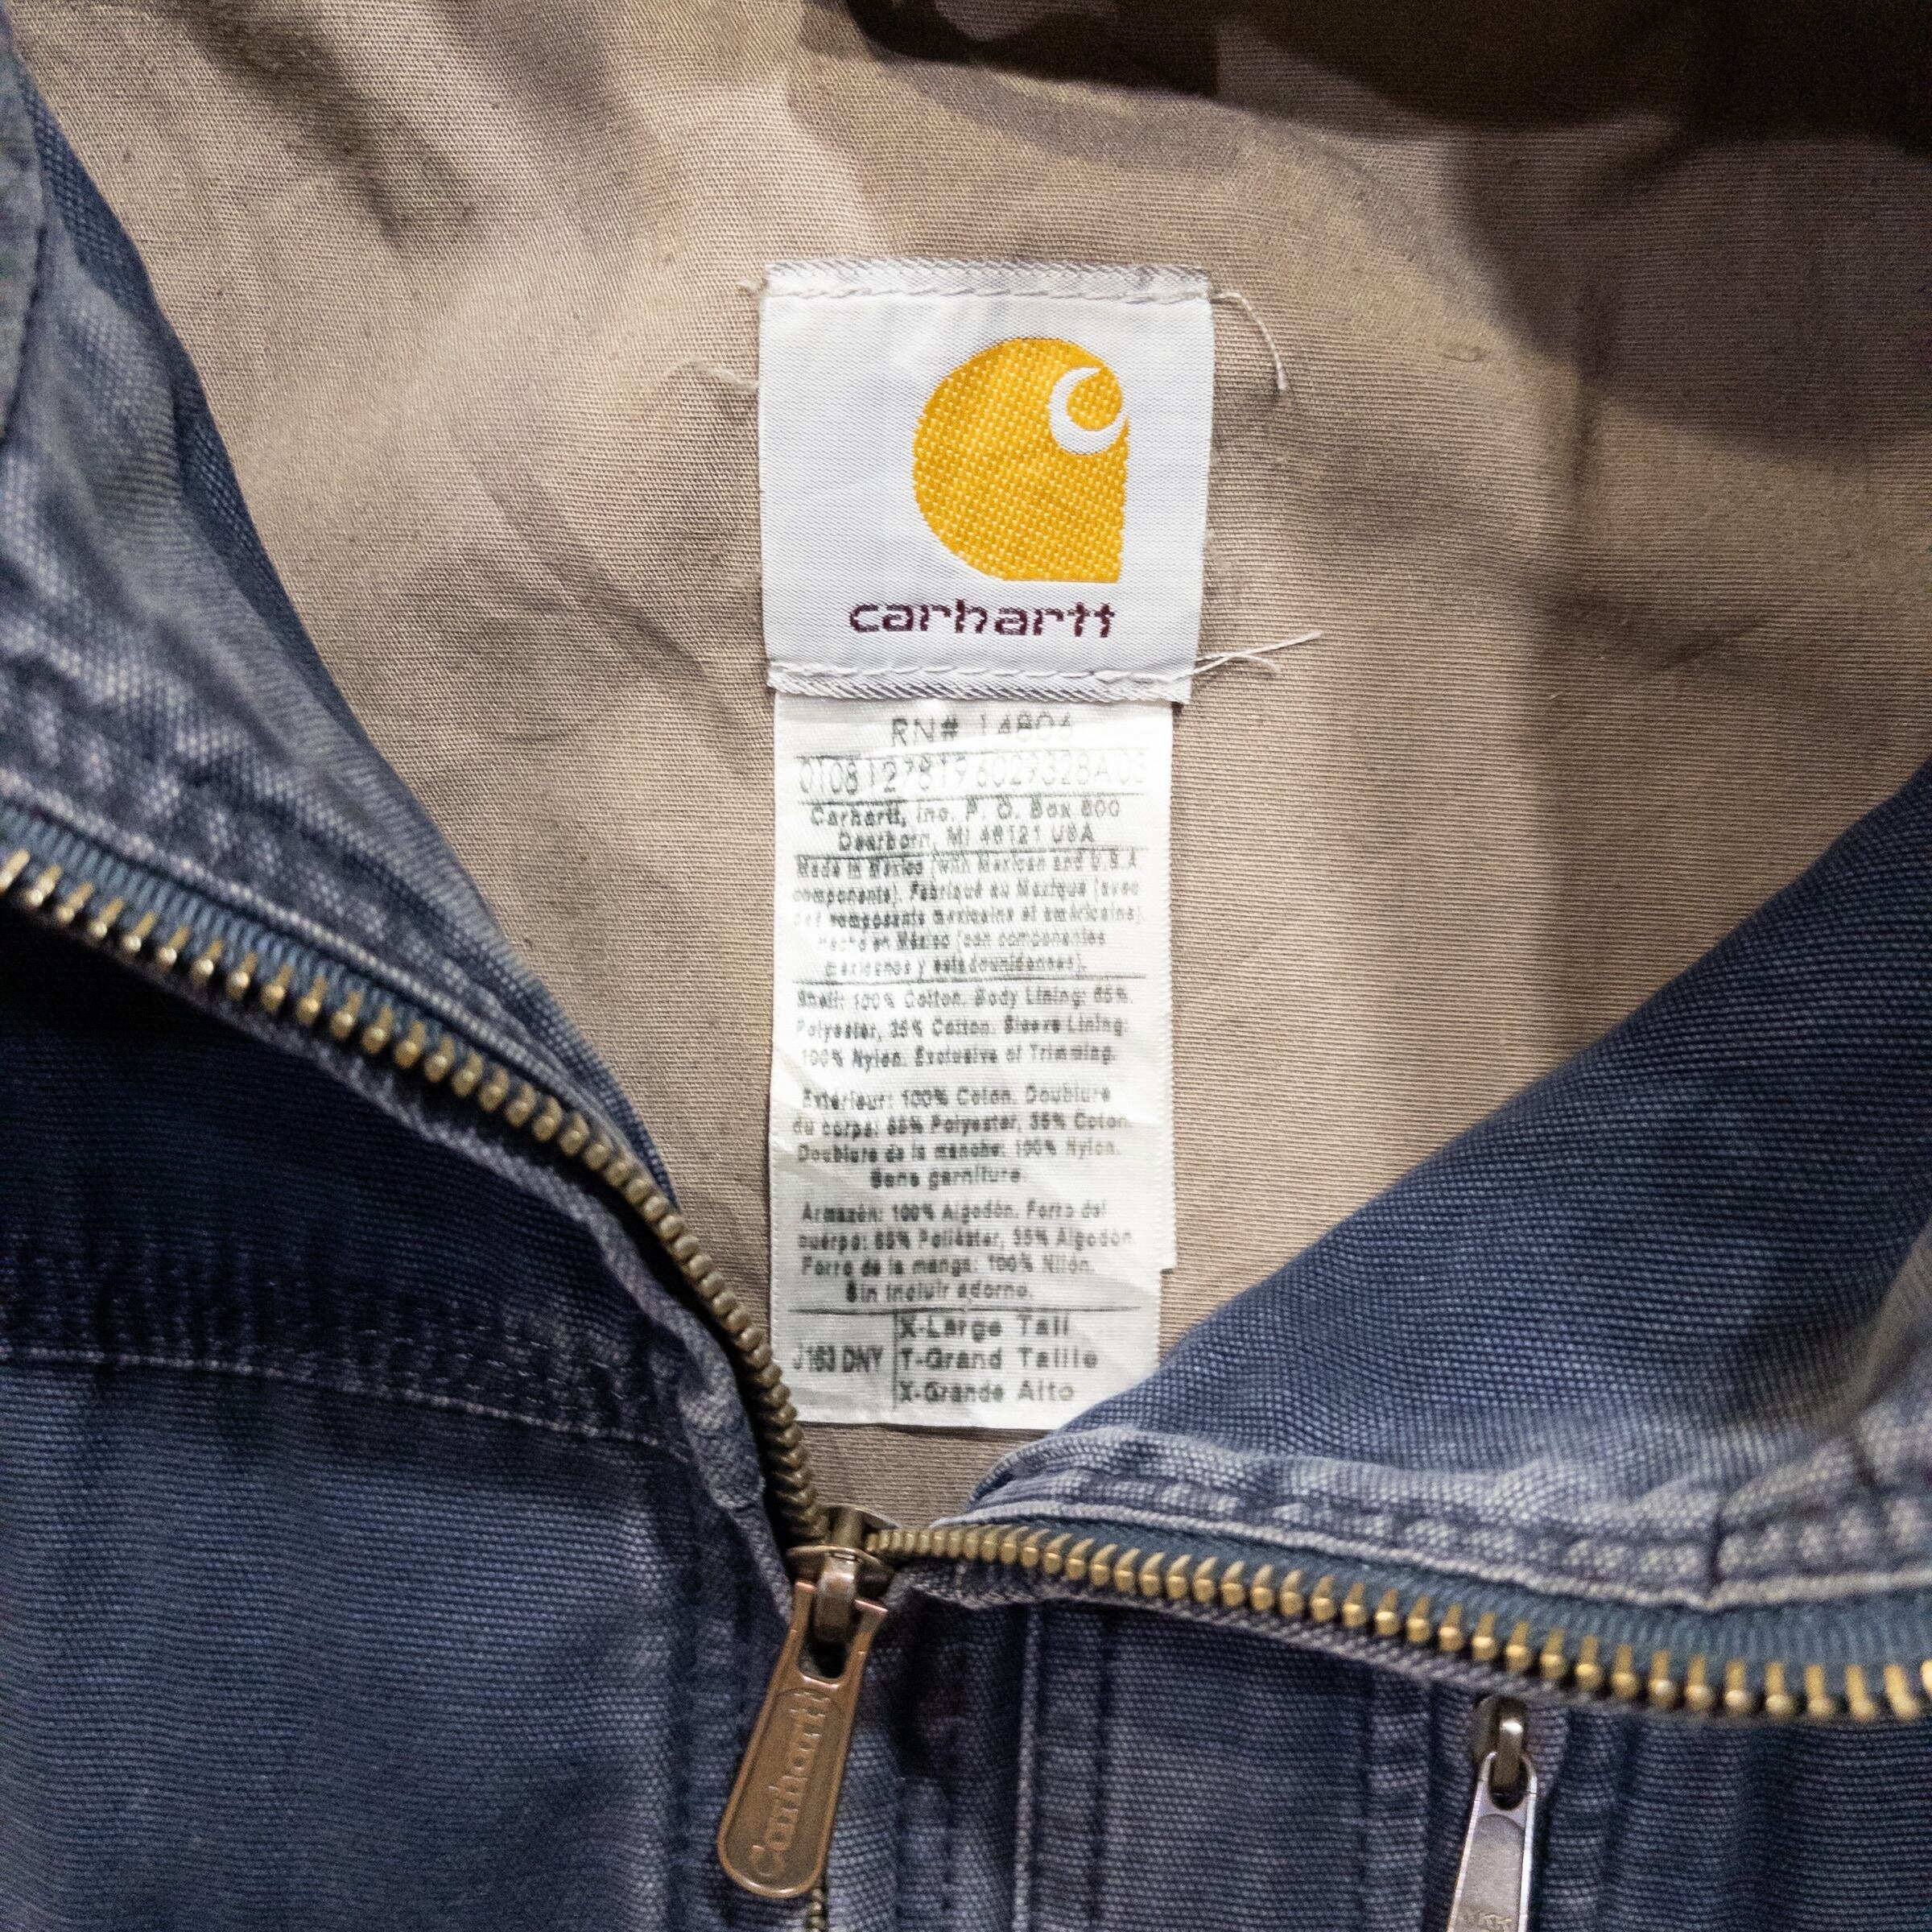 carhartt
RN# 14806
Carhartt, Inc. P. O. Box 600
Dearborn, MI 48121 USA
Made in Mexico (with Mexican and U.S.A
components). Fabriqué au Mexique (avec
des composants mexicains et américains).
Hecho en México (con componentes
mexicanos y estadounidenses).
Shell: 100% Cotton. Body Lining: 65%
Polyester, 35% Cotton. Sleeve Lining:
100% Nylon. Exclusive of Trimming.
Extérieur: 100% Coton. Doublure
du corps: 65% Polyester, 35% Coton.
Doublure de la manche: 100% Nylon.
Sans garniture.
Armazón: 100% Algodón. Forro del
cuerpo: 65% Poliéster, 35% Algodón
Forro de la manga: 100% Nilón.
Sin incluir adorno.
J163 DNY
X-Large Tall
T-Grand Taille
X-Grande Alto
Carhartt